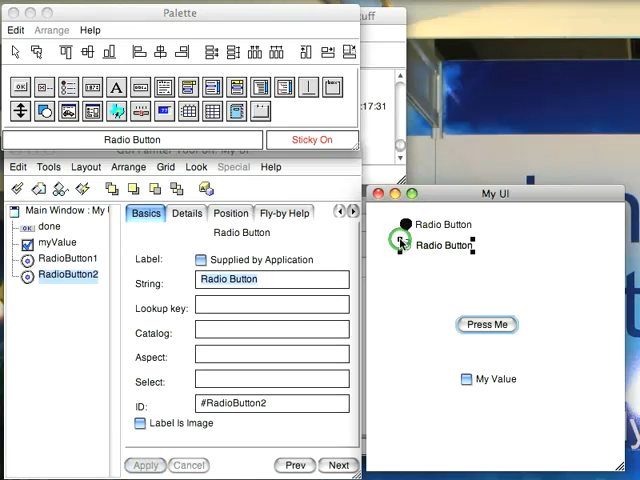 Palette
Edit Arrange Help
Radio Button
Sticky On
:17:31
Edit Tools Layout Arrange Grid Look Special Help
Main Window : My
done
myValue
RadioButton1
RadioButton2
Basics Details Position Fly-by Help
Radio Button
Label: Supplied by Application
String: Radio Button
Lookup key:
Catalog:
Aspect:
Select:
ID: #RadioButton2
Label Is Image
Apply Cancel Prev Next
My UI
Radio Button
Radio Button
Press Me
My Value